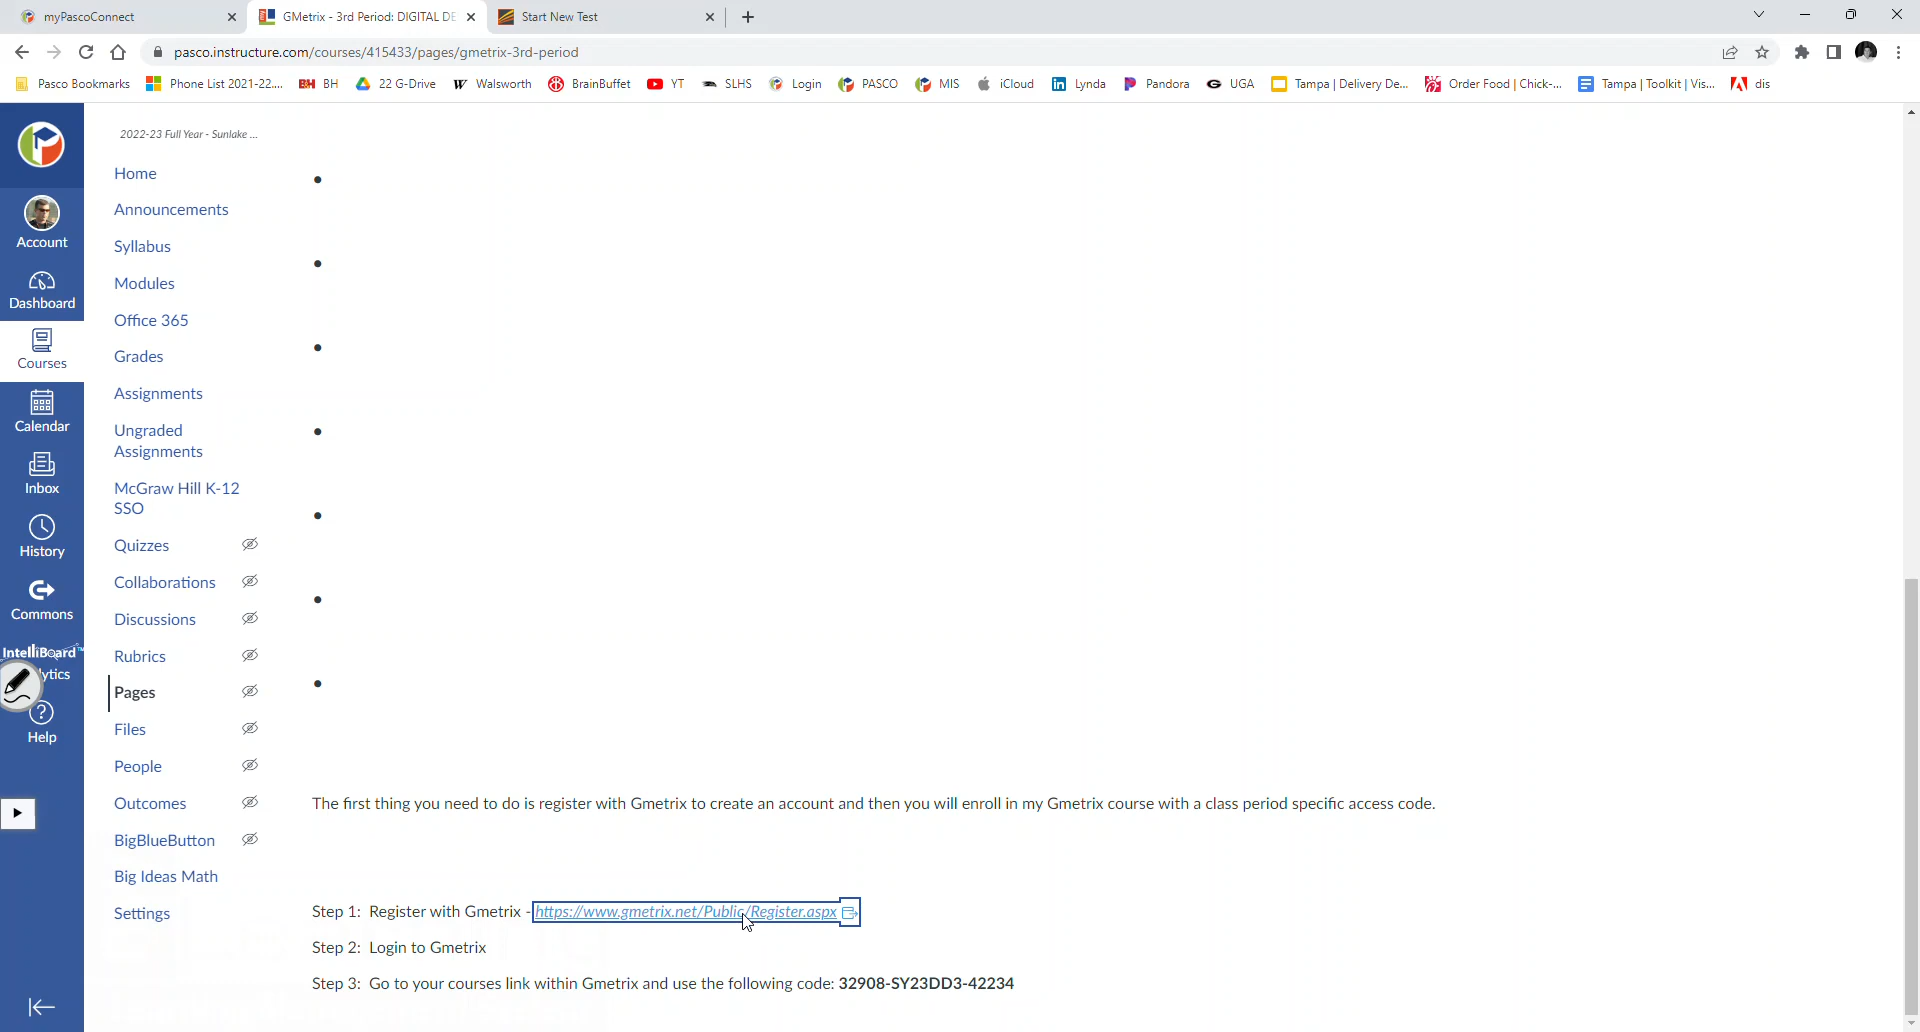 myPascoConnect
GMetrix - 3rd Period: DIGITAL DE
Start New Test
pasco.instructure.com/courses/415433/pages/gmetrix-3rd-period
Pasco Bookmarks
Phone List 2021-22....
BH BH
22 G-Drive
W Walsworth
BrainBuffet
YT
SLHS
Login
PASCO
MIS
iCloud
Lynda
Pandora
G UGA
Tampa | Delivery De...
Order Food | Chick-...
Tampa | Toolkit | Vis...
dis
Account
Dashboard
Courses
Calendar
Inbox
History
Commons
IntelliBoard
ytics
Help
2022-23 Full Year - Sunlake ...
Home
Announcements
Syllabus
Modules
Office 365
Grades
Assignments
Ungraded
Assignments
McGraw Hill K-12
SSO
Quizzes
Collaborations
Discussions
Rubrics
Pages
Files
People
Outcomes
BigBlueButton
Big Ideas Math
Settings
The first thing you need to do is register with Gmetrix to create an account and then you will enroll in my Gmetrix course with a class period specific access code.
Step 1: Register with Gmetrix - https://www.gmetrix.net/Public/Register.aspx
Step 2: Login to Gmetrix
Step 3: Go to your courses link within Gmetrix and use the following code: 32908-SY23DD3-42234